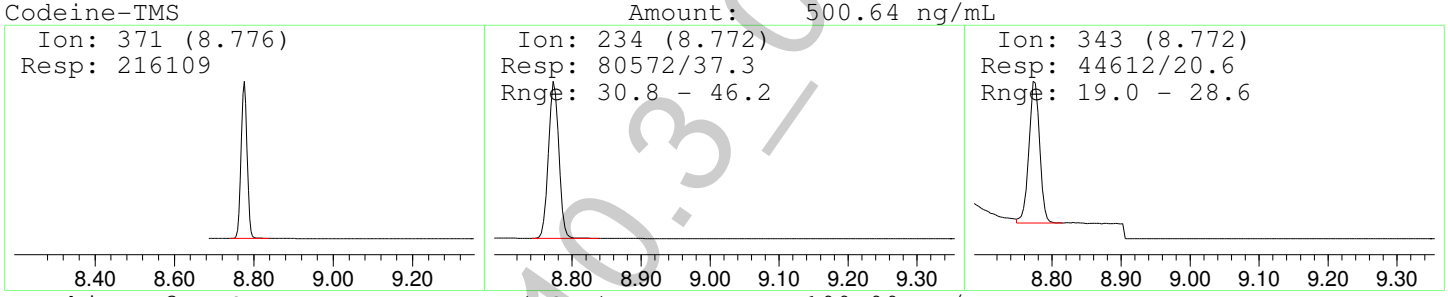 Codeine-TMS Amount: 500.64 ng/mL
Ion: 371 (8.776) Ion: 234 (8.772) Ion: 343 (8.772)
Resp: 216109 Resp: 80572/37.3 Resp: 44612/20.6
Rnge: 30.8 - 46.2 Rnge: 19.0 - 28.6
10.3_0
8.40 8.60 8.80 9.00 9.20 8.80 8.90 9.00 9.10 9.20 9.30 8.80 8.90 9.00 9.10 9.20 9.30